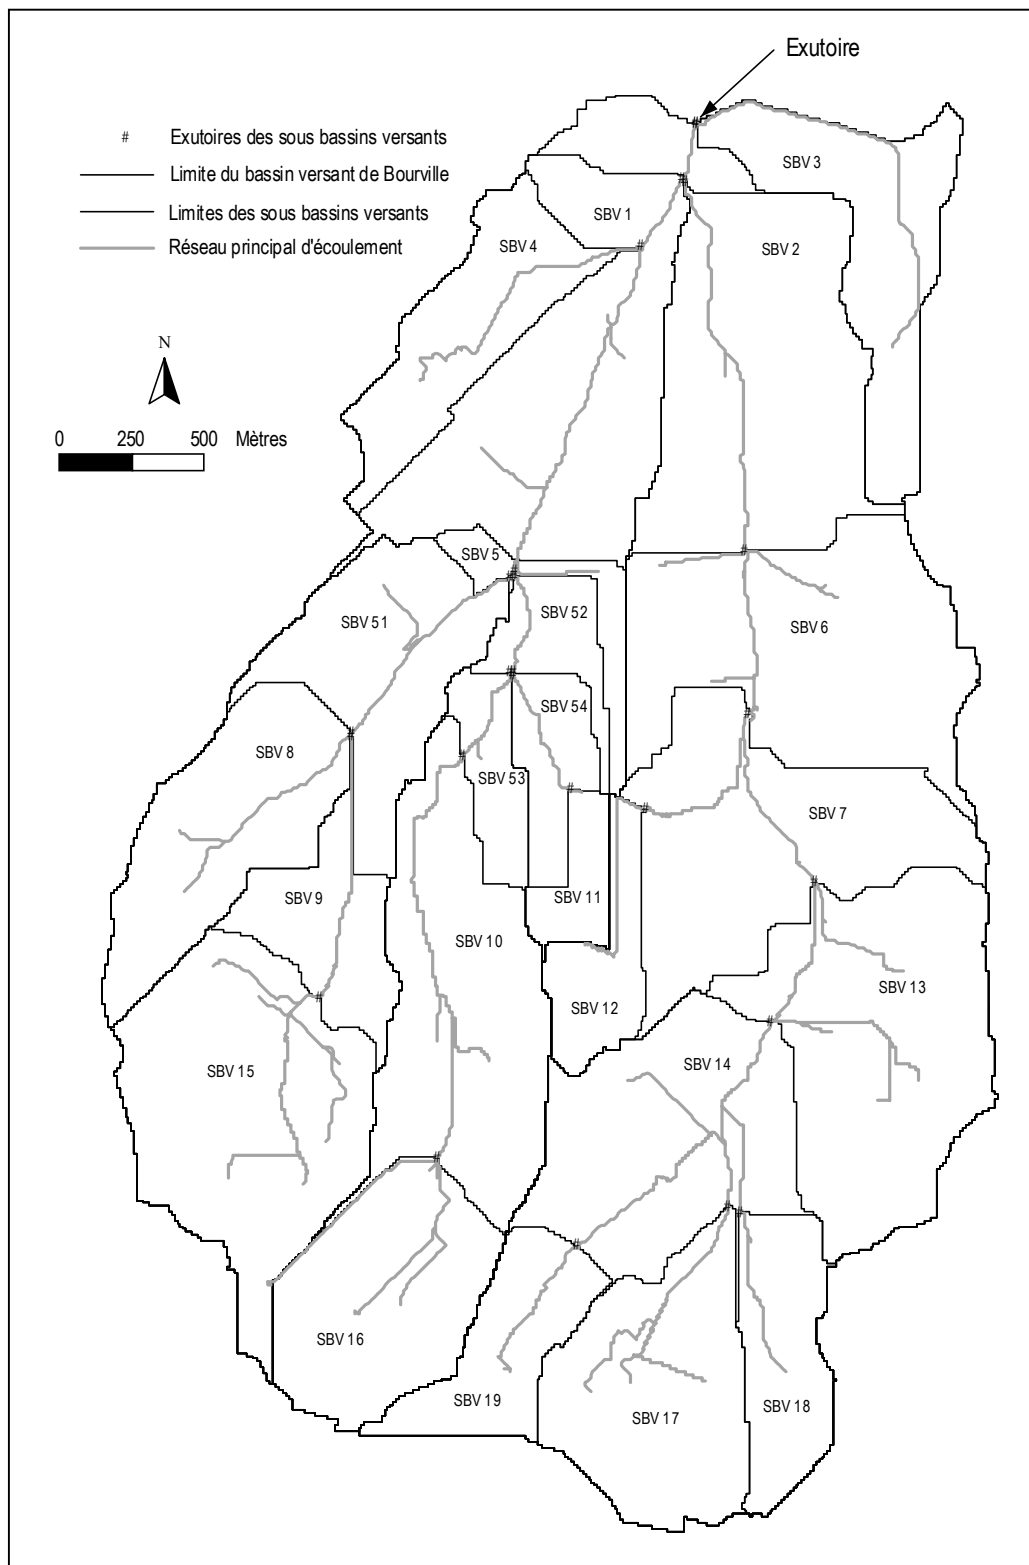 Exutoire
# Exutoires des sous bassins versants
Limite du bassin versant de Bourville
Limites des sous bassins versants
Réseau principal d'écoulement
N
0 250 500 Mètres
SBV 3
SBV 1
SBV 4
SBV 2
SBV 5
SBV 52
SBV 51
SBV 6
SBV 54
SBV 8
SBV 53
SBV 7
SBV 9
SBV 11
SBV 10
SBV 13
SBV 12
SBV 14
SBV 15
SBV 16
SBV 19
SBV 18
SBV 17